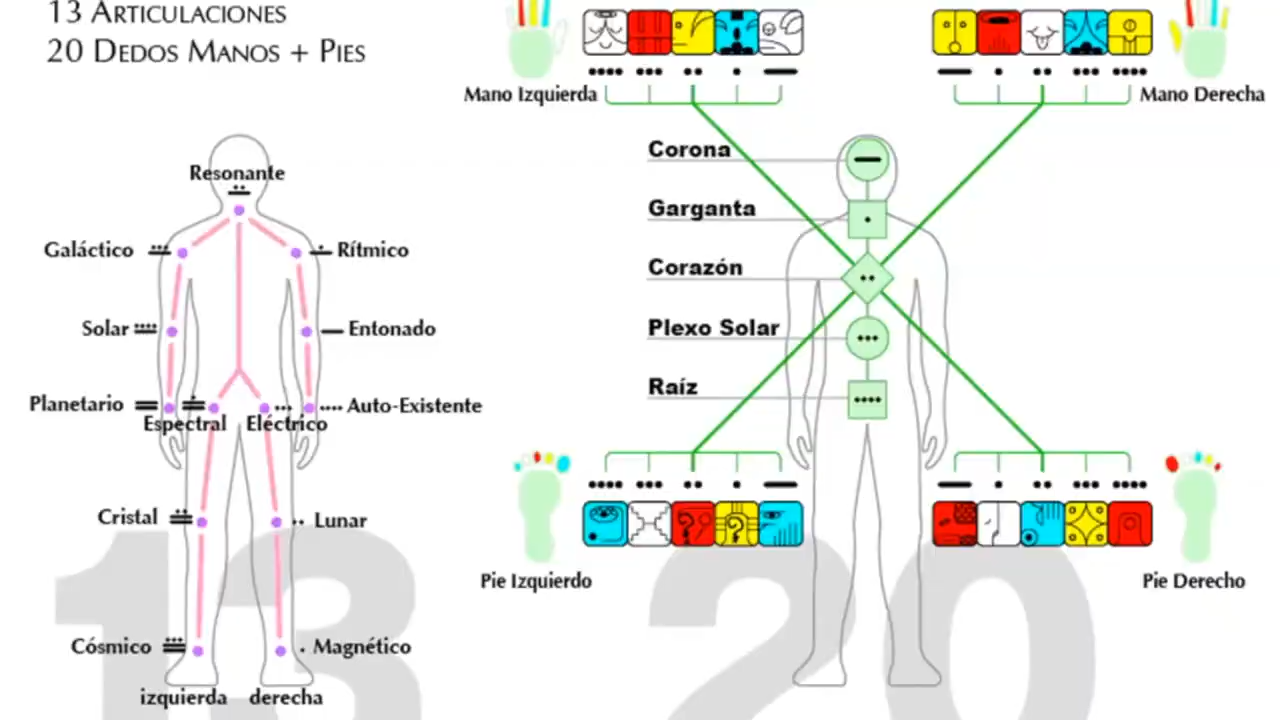 13 Articulaciones
20 Dedos Manos + Pies
Mano Izquierda
Mano Derecha
Resonante
Galáctico
Rítmico
Solar
Entonado
Planetario
Auto-Existente
Espectral
Eléctrico
Cristal
Lunar
Cósmico
Magnético
izquierda
derecha
13
Corona
Garganta
Corazón
Plexo Solar
Raíz
Pie Izquierdo
Pie Derecho
20